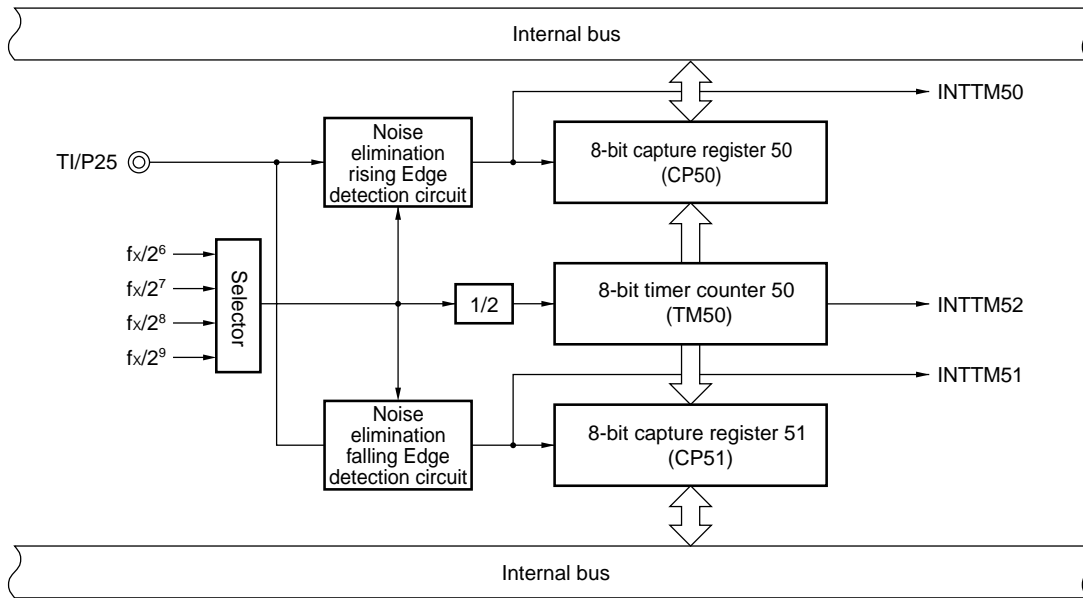 Internal bus
INTTM50
Noise
elimination
rising Edge
detection circuit
8-bit capture register 50
(CP50)
TI/P25
fx/2⁶
fx/2⁷
fx/2⁸
fx/2⁹
Selector
1/2
8-bit timer counter 50
(TM50)
INTTM52
INTTM51
Noise
elimination
falling Edge
detection circuit
8-bit capture register 51
(CP51)
Internal bus